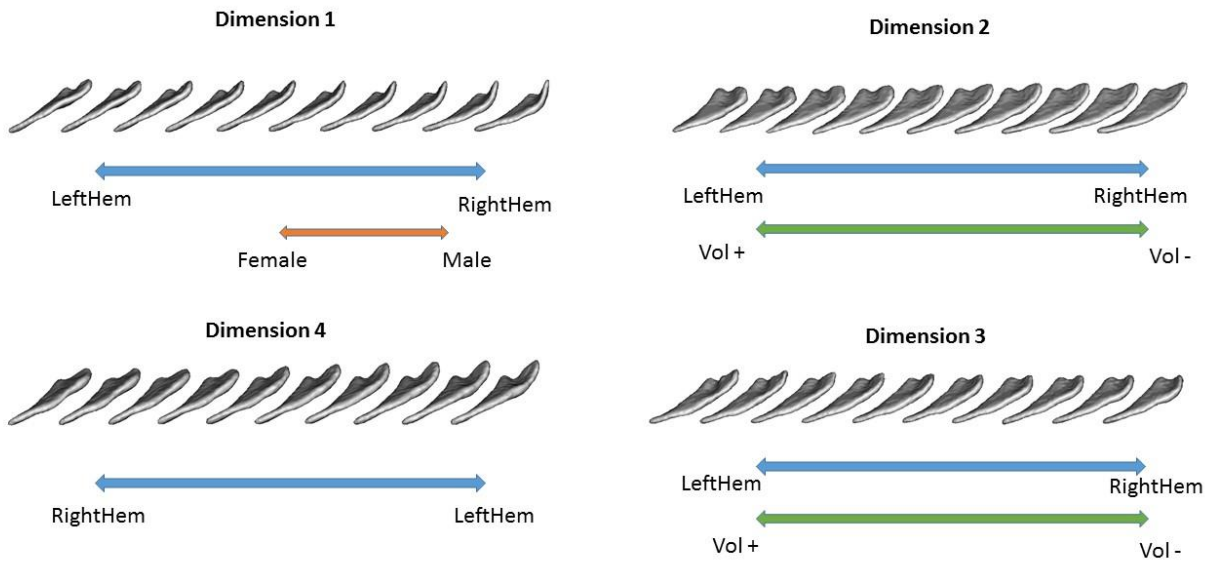 Dimension 1
LeftHem
RightHem
Female
Male
Dimension 2
LeftHem
RightHem
Vol +
Vol -
Dimension 4
RightHem
LeftHem
Dimension 3
LeftHem
RightHem
Vol +
Vol -